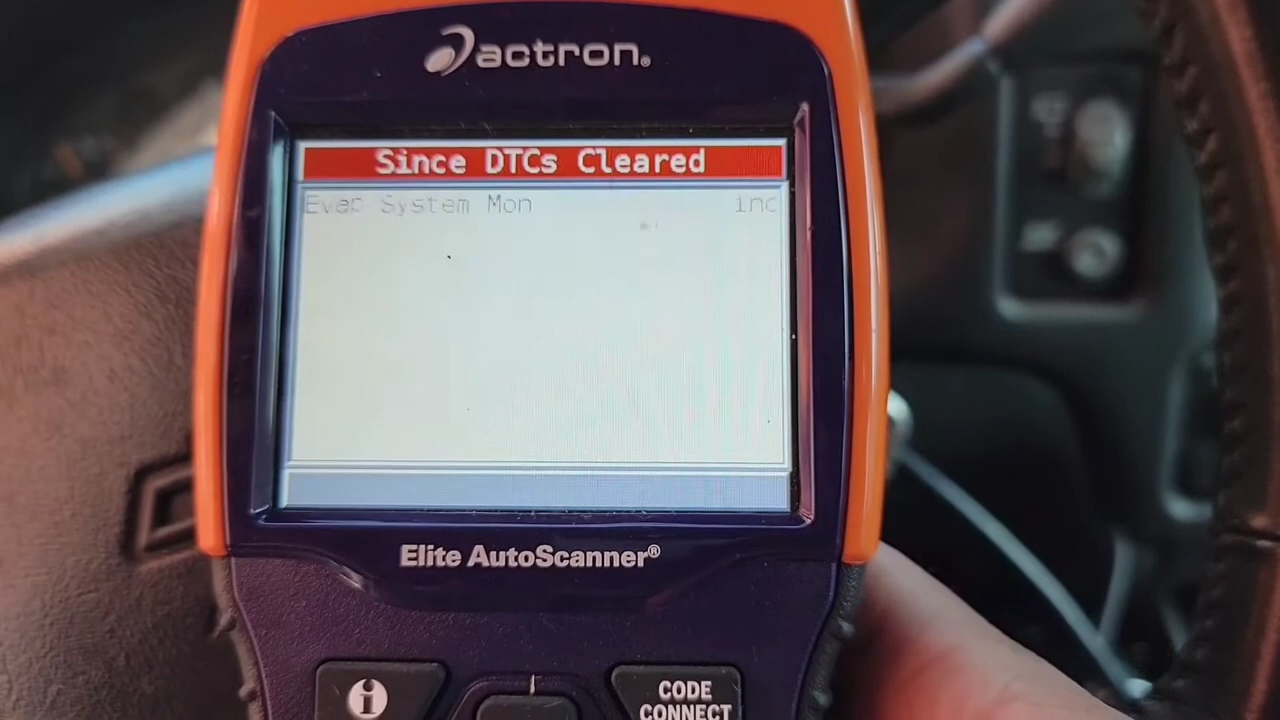 actron®
Since DTCs Cleared
Evap System Mon inc
Elite AutoScanner®
i CODE
CONNECT